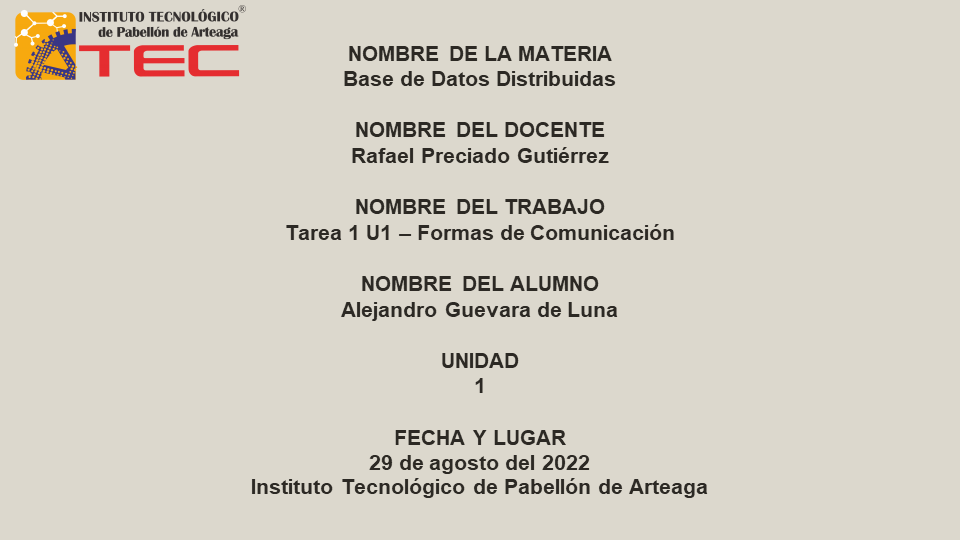 INSTITUTO TECNOLÓGICO®
de Pabellón de Arteaga
TEC
NOMBRE DE LA MATERIA
Base de Datos Distribuidas
NOMBRE DEL DOCENTE
Rafael Preciado Gutiérrez
NOMBRE DEL TRABAJO
Tarea 1 U1 – Formas de Comunicación
NOMBRE DEL ALUMNO
Alejandro Guevara de Luna
UNIDAD
1
FECHA Y LUGAR
29 de agosto del 2022
Instituto Tecnológico de Pabellón de Arteaga